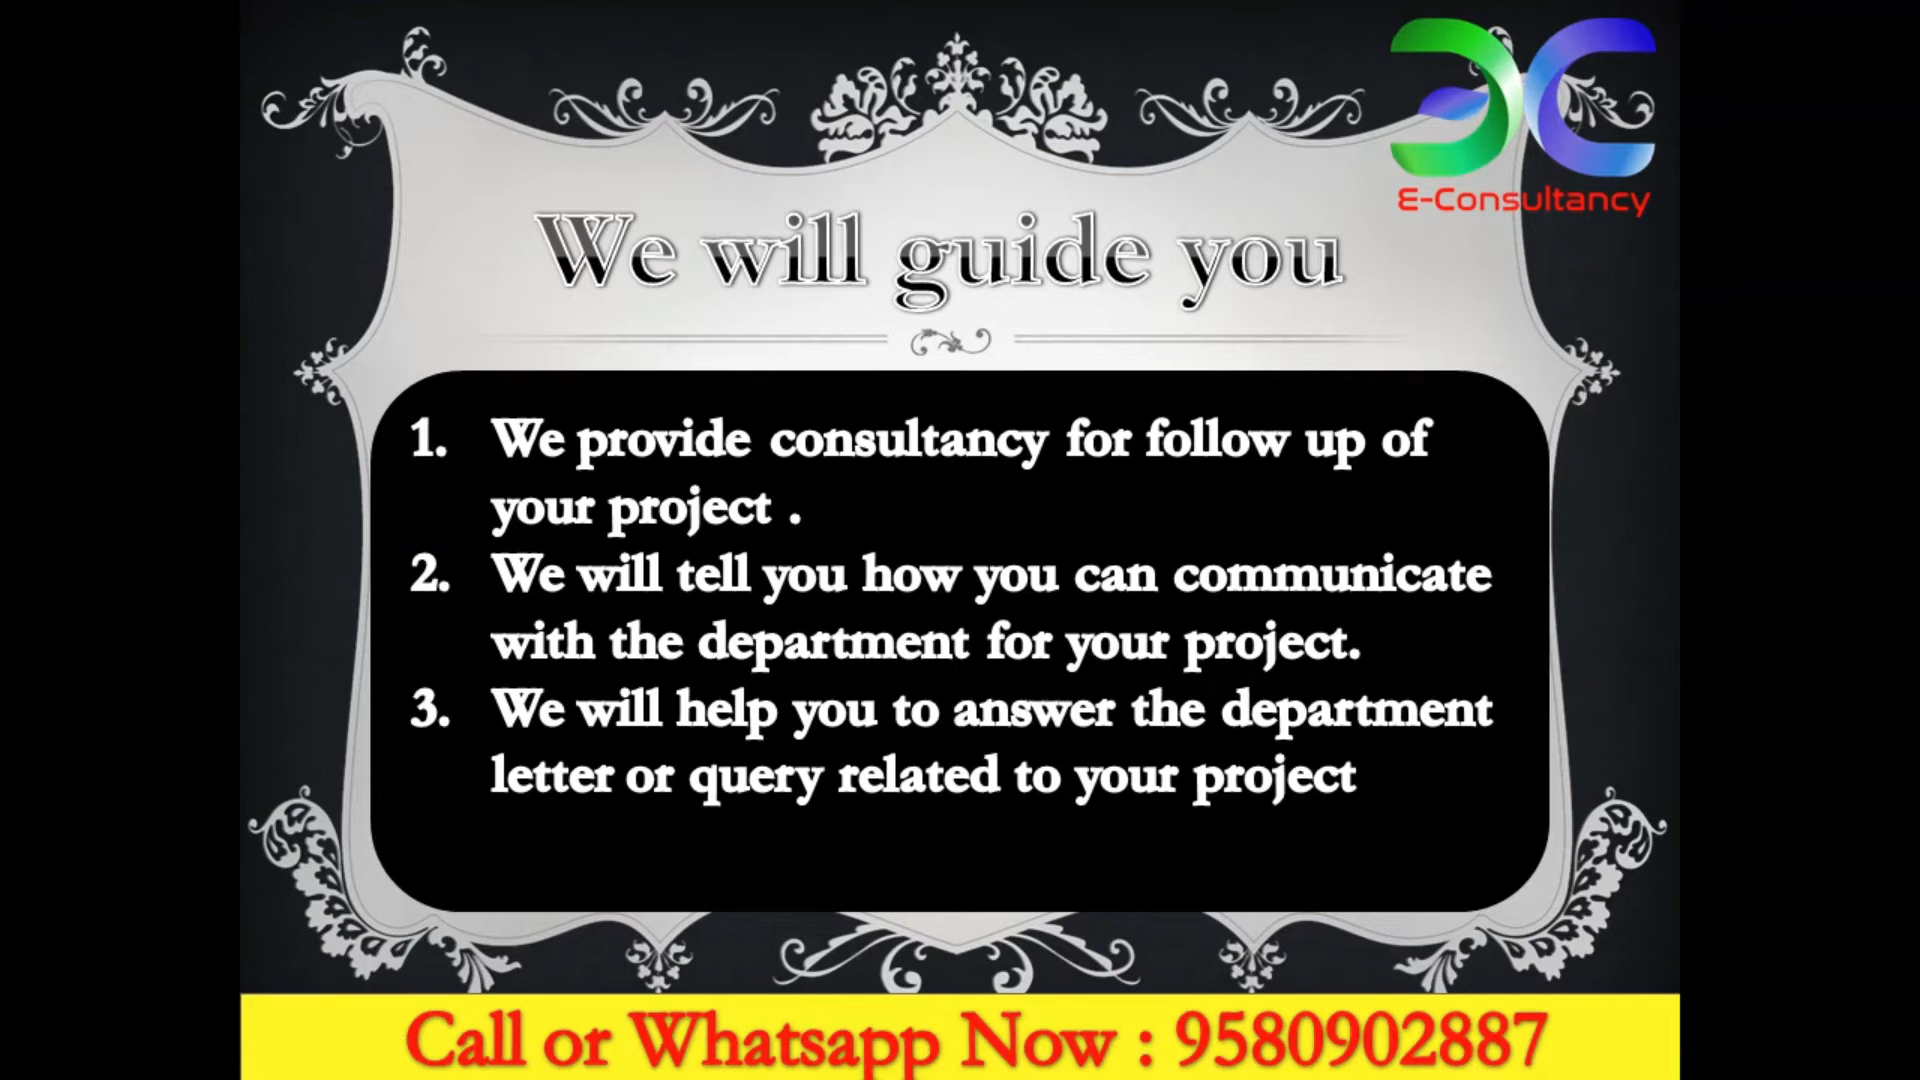 E-Consultancy
We will guide you
1. We provide consultancy for follow up of
your project .
2. We will tell you how you can communicate
with the department for your project.
3. We will help you to answer the department
letter or query related to your project
Call or Whatsapp Now : 9580902887